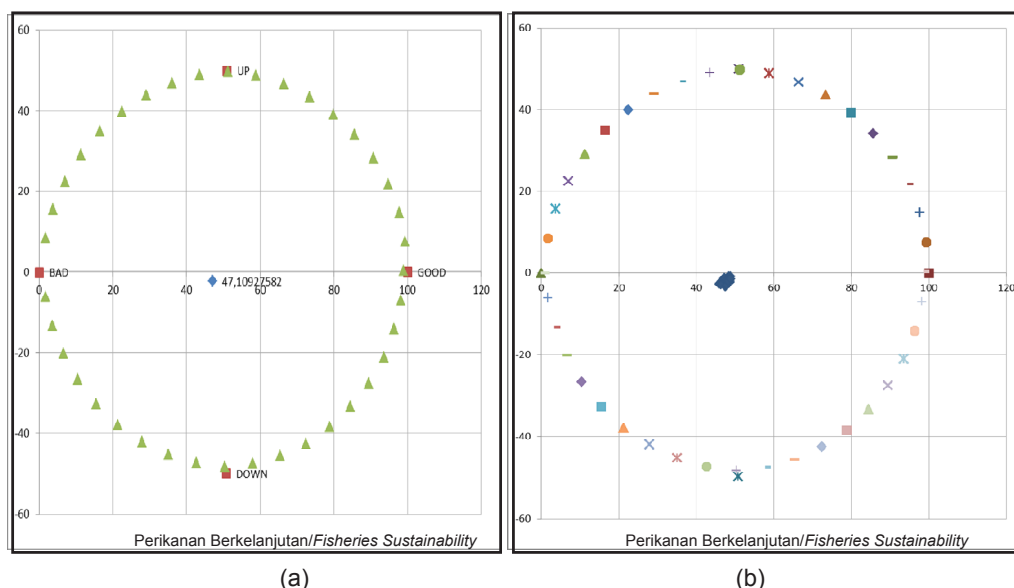 60
40
20
0
-20
-40
-60
0 20 40 60 80 100 120
UP
BAD
GOOD
DOWN
47,10927582
Perikanan Berkelanjutan/Fisheries Sustainability
(a)
60
40
20
0
-20
-40
-60
0 20 40 60 80 100 120
Perikanan Berkelanjutan/Fisheries Sustainability
(b)